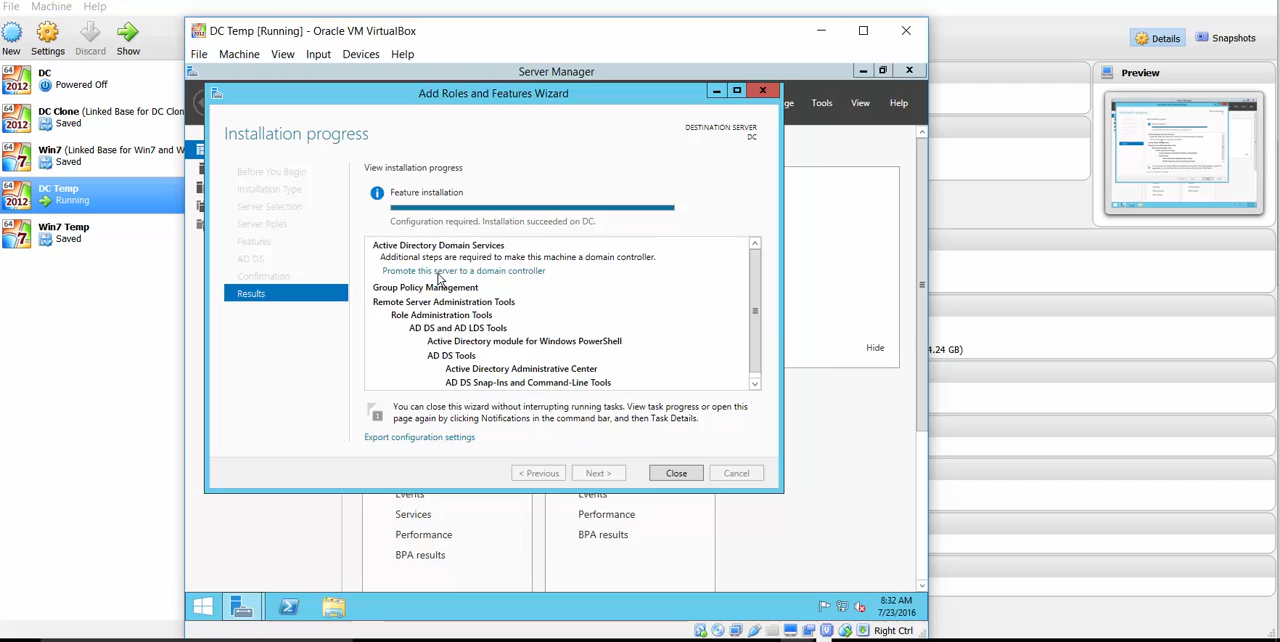 File Machine Help
New Settings Discard Show
DC
Powered Off
DC Clone (Linked Base for DC Clon
Saved
Win7 (Linked Base for Win7 and W
Saved
DC Temp
Running
Win7 Temp
Saved
DC Temp [Running] - Oracle VM VirtualBox
File Machine View Input Devices Help
Server Manager
Add Roles and Features Wizard
ge Tools View Help
Installation progress
DESTINATION SERVER
DC
Before You Begin
Installation Type
Server Selection
Server Roles
Features
AD DS
Confirmation
Results
View installation progress
Feature installation
Configuration required. Installation succeeded on DC.
Active Directory Domain Services
Additional steps are required to make this machine a domain controller.
Promote this server to a domain controller
Group Policy Management
Remote Server Administration Tools
Role Administration Tools
AD DS and AD LDS Tools
Active Directory module for Windows PowerShell
AD DS Tools
Active Directory Administrative Center
AD DS Snap-Ins and Command-Line Tools
1
You can close this wizard without interrupting running tasks. View task progress or open this
page again by clicking Notifications in the command bar, and then Task Details.
Export configuration settings
< Previous Next > Close Cancel
Hide
Events
Services
Performance
BPA results
Events
Performance
BPA results
8:32 AM
7/23/2016
Right Ctrl
Details Snapshots
Preview
4.24 GB)